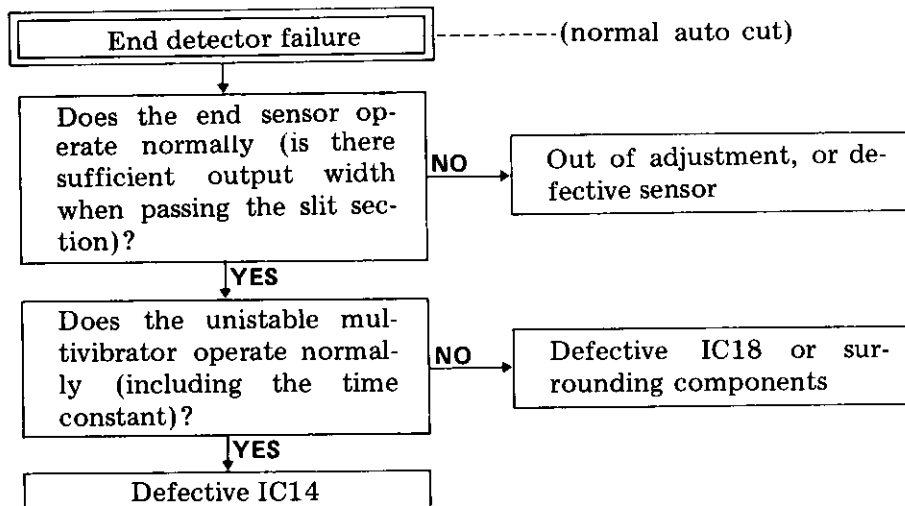 End detector failure
(normal auto cut)
Does the end sensor op-
erate normally (is there
sufficient output width
when passing the slit sec-
tion)?
NO
Out of adjustment, or de-
fective sensor
YES
Does the unistable mul-
tivibrator operate normal-
ly (including the time
constant)?
NO
Defective IC18 or sur-
rounding components
YES
Defective IC14